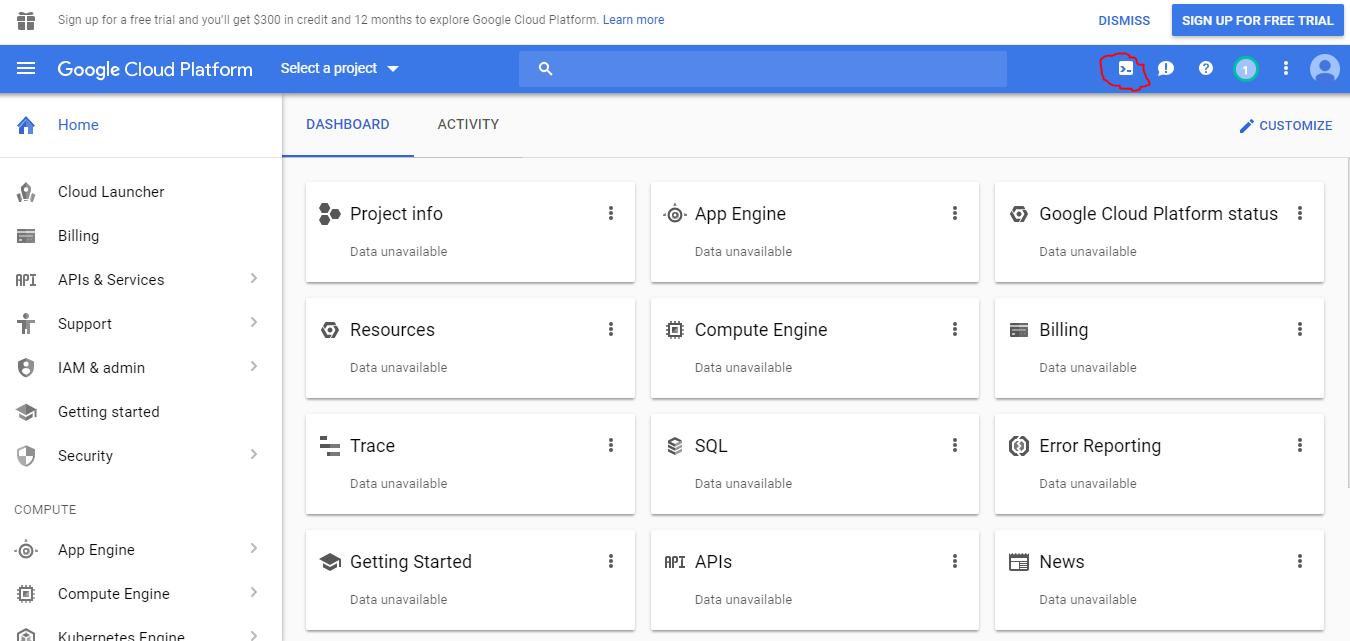 Sign up for a free trial and you'll get $300 in credit and 12 months to explore Google Cloud Platform. Learn more
DISMISS
SIGN UP FOR FREE TRIAL
Google Cloud Platform
Select a project
1
Home
DASHBOARD
ACTIVITY
CUSTOMIZE
Cloud Launcher
Billing
API APIs & Services
Support
IAM & admin
Getting started
Security
COMPUTE
App Engine
Compute Engine
Kubernetes Engine
Project info
Data unavailable
App Engine
Data unavailable
Google Cloud Platform status
Data unavailable
Resources
Data unavailable
Compute Engine
Data unavailable
Billing
Data unavailable
Trace
Data unavailable
SQL
Data unavailable
Error Reporting
Data unavailable
Getting Started
Data unavailable
API APIs
Data unavailable
News
Data unavailable